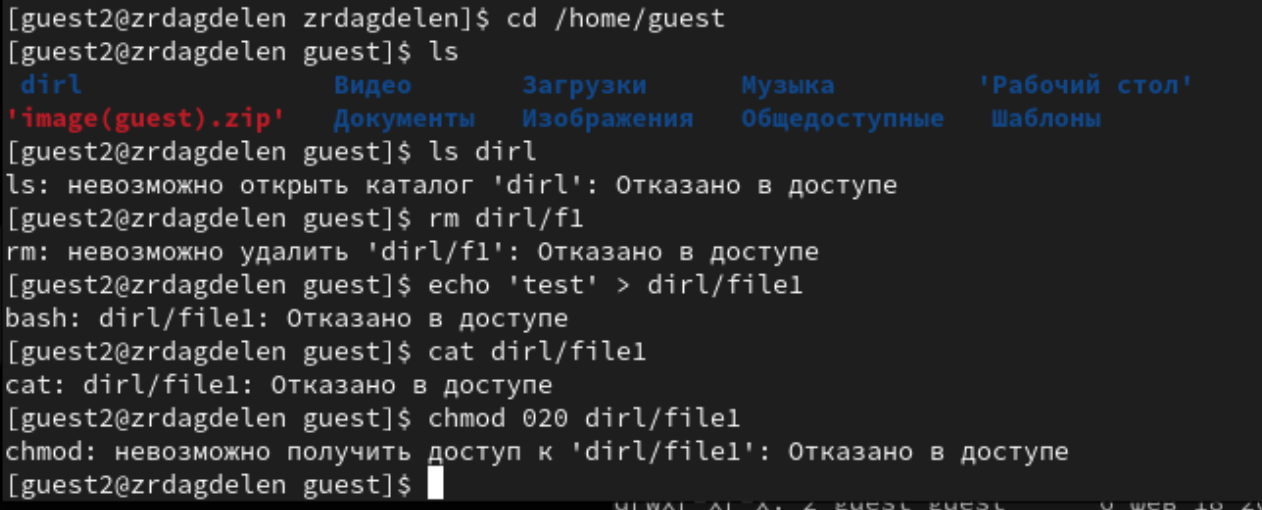 [guest2@zrdagdelen zrdagdelen]$ cd /home/guest
[guest2@zrdagdelen guest]$ ls
dirl Видео Загрузки Музыка 'Рабочий стол'
'image(guest).zip' Документы Изображения Общедоступные Шаблоны
[guest2@zrdagdelen guest]$ ls dirl
ls: невозможно открыть каталог 'dirl': Отказано в доступе
[guest2@zrdagdelen guest]$ rm dirl/f1
rm: невозможно удалить 'dirl/f1': Отказано в доступе
[guest2@zrdagdelen guest]$ echo 'test' > dirl/file1
bash: dirl/file1: Отказано в доступе
[guest2@zrdagdelen guest]$ cat dirl/file1
cat: dirl/file1: Отказано в доступе
[guest2@zrdagdelen guest]$ chmod 020 dirl/file1
chmod: невозможно получить доступ к 'dirl/file1': Отказано в доступе
[guest2@zrdagdelen guest]$